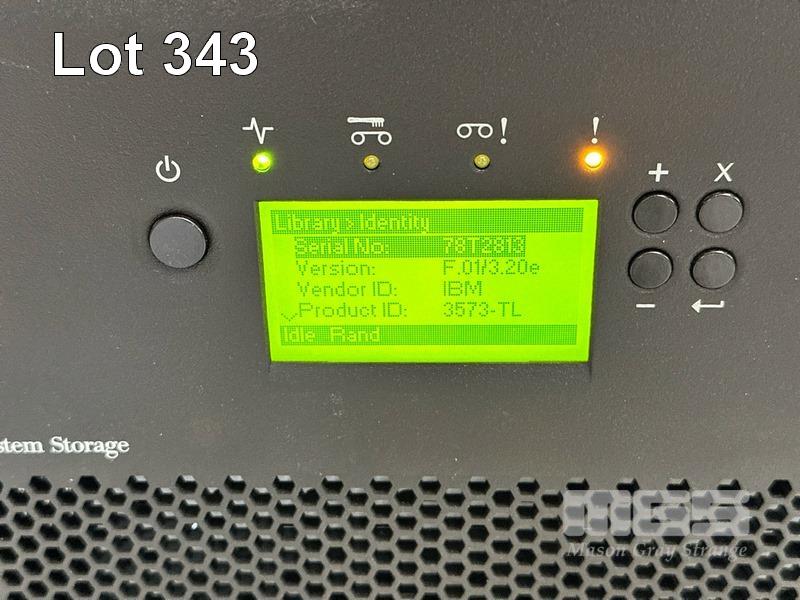 Lot 343
Library > Identity
Serial No: 78T2813
Version: F.01/3.20e
Vendor ID: IBM
Product ID: 3573-TL
Idle Rand
stem Storage
MGS
Mason Gray Strange